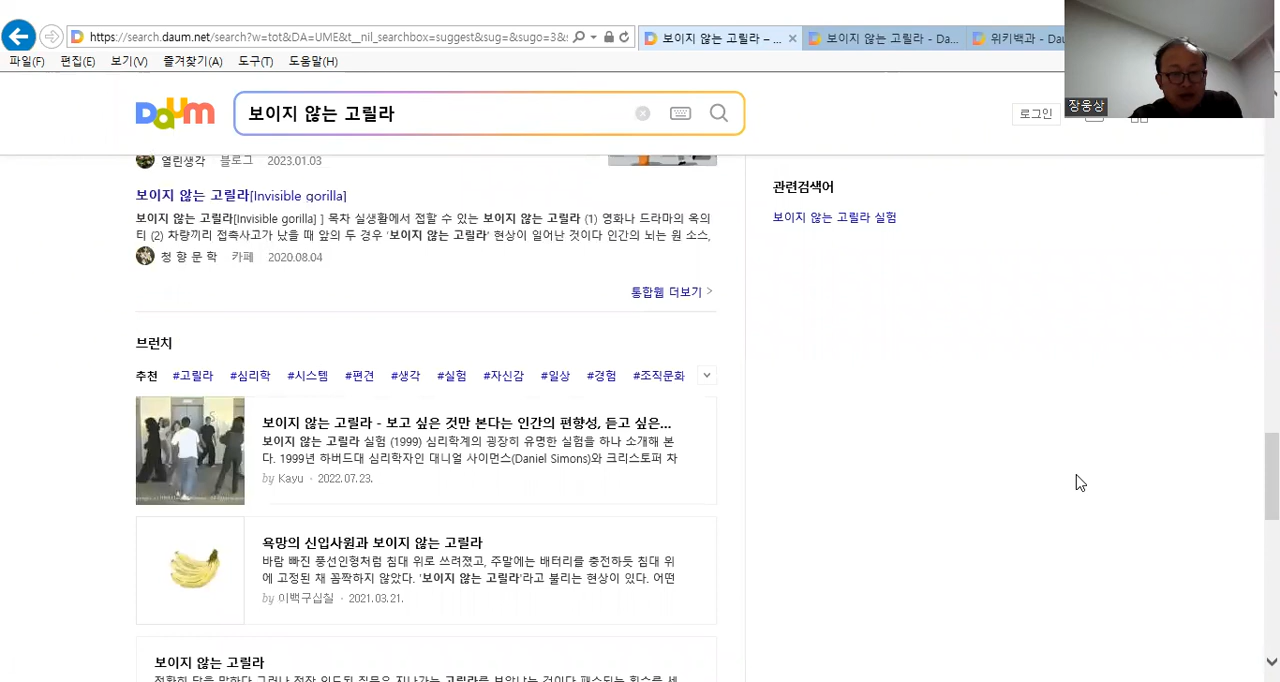 https://search.daum.net/search?w=tot&DA=UME&t__nil_searchbox=suggest&sug=&sugo=3&
보이지 않는 고릴라 – ...
보이지 않는 고릴라 - Da...
위키백과 - Dau
파일(F) 편집(E) 보기(V) 즐겨찾기(A) 도구(T) 도움말(H)
장웅상
Daum
보이지 않는 고릴라
로그인
열린생각 블로그 2023.01.03
보이지 않는 고릴라[Invisible gorilla]
보이지 않는 고릴라[Invisible gorilla] ] 목차 실생활에서 접할 수 있는 보이지 않는 고릴라 (1) 영화나 드라마의 옥의
티 (2) 차량끼리 접촉사고가 났을 때 앞의 두 경우 '보이지 않는 고릴라' 현상이 일어난 것이다 인간의 뇌는 원 소스,
청 향 문 학 카페 2020.08.04
통합웹 더보기 >
관련검색어
보이지 않는 고릴라 실험
브런치
추천 #고릴라 #심리학 #시스템 #편견 #생각 #실험 #자신감 #일상 #경험 #조직문화
보이지 않는 고릴라 - 보고 싶은 것만 본다는 인간의 편향성, 듣고 싶은...
보이지 않는 고릴라 실험 (1999) 심리학계의 굉장히 유명한 실험을 하나 소개해 본
다. 1999년 하버드대 심리학자인 대니얼 사이먼스(Daniel Simons)와 크리스토퍼 차
by Kayu · 2022.07.23.
욕망의 신입사원과 보이지 않는 고릴라
바람 빠진 풍선인형처럼 침대 위로 쓰러졌고, 주말에는 배터리를 충전하듯 침대 위
에 고정된 채 꼼짝하지 않았다. '보이지 않는 고릴라'라고 불리는 현상이 있다. 어떤
by 이백구십칠 · 2021.03.21.
보이지 않는 고릴라